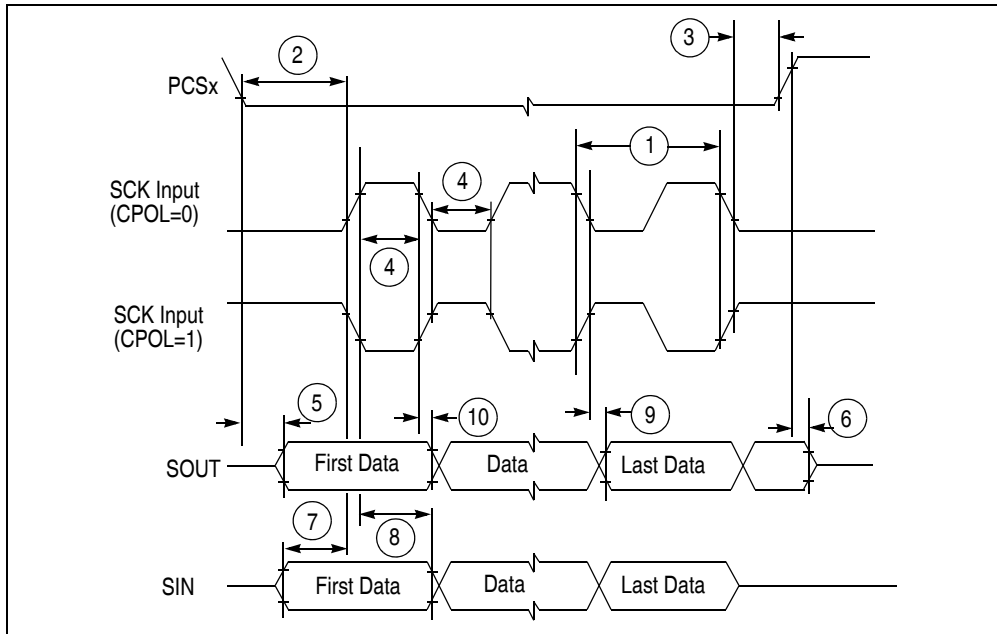 3
2
PCSx
1
4
SCK Input
(CPOL=0)
4
SCK Input
(CPOL=1)
5
10
9
6
SOUT
First Data
Data
Last Data
7
8
SIN
First Data
Data
Last Data